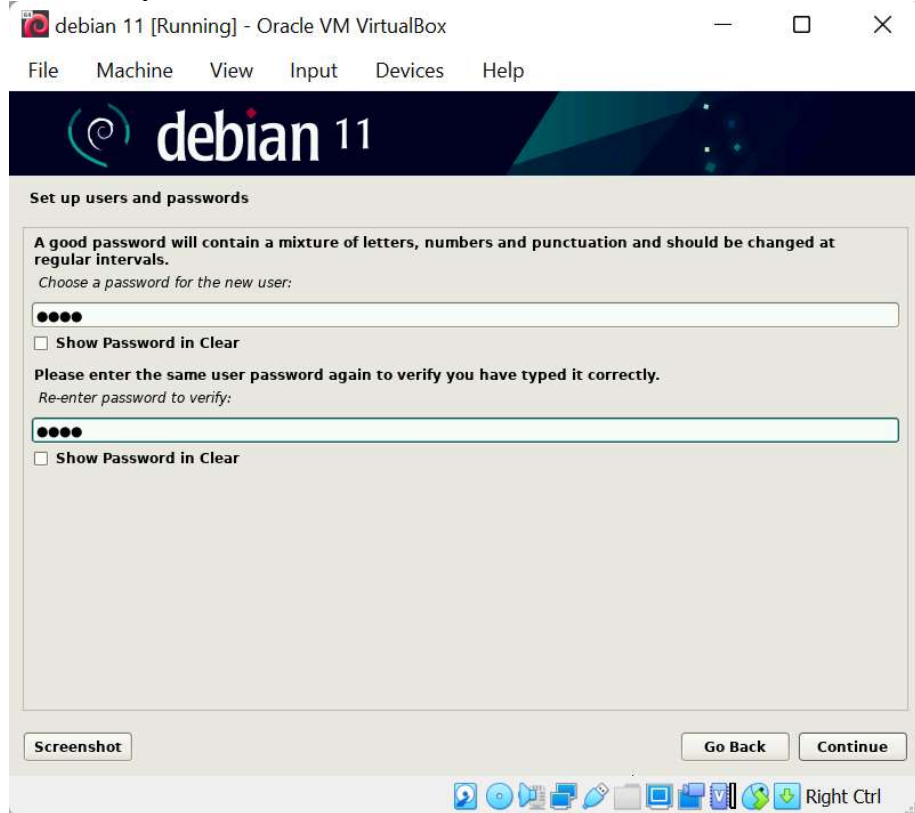 debian 11 [Running] - Oracle VM VirtualBox
File Machine View Input Devices Help
debian 11
Set up users and passwords
A good password will contain a mixture of letters, numbers and punctuation and should be changed at
regular intervals.
Choose a password for the new user:
●●●●
Show Password in Clear
Please enter the same user password again to verify you have typed it correctly.
Re-enter password to verify:
●●●●
Show Password in Clear
Screenshot Go Back Continue
Right Ctrl